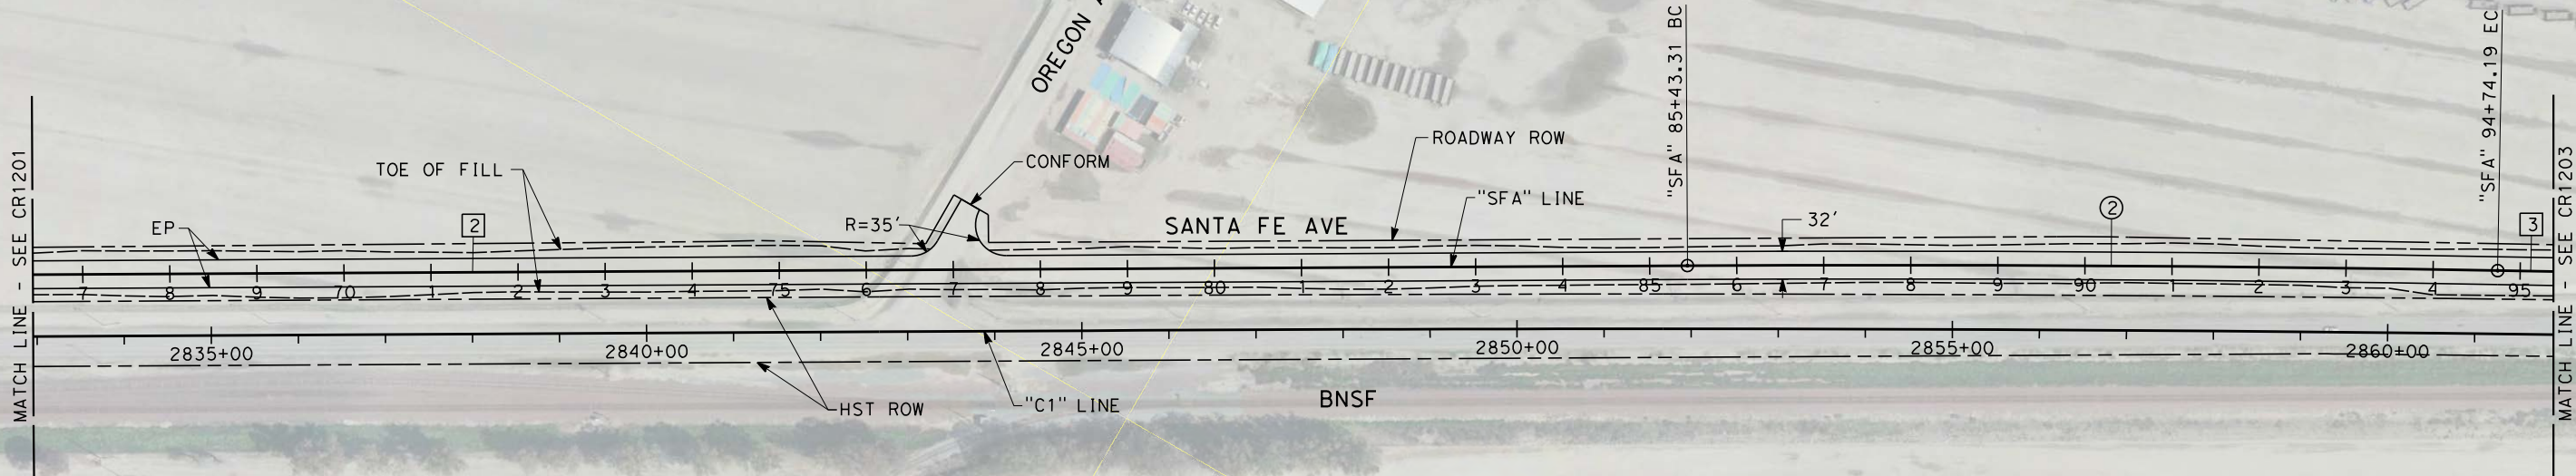 OREGON
"SFA" 85+43.31 BC
"SFA" 94+74.19 EC
MATCH LINE - SEE CR1201
TOE OF FILL
EP
2
CONFORM
R=35'
SANTA FE AVE
ROADWAY ROW
"SFA" LINE
32'
2
3
MATCH LINE - SEE CR1203
7 8 9 70 1 2 3 4 75 6 7 8 9 80 1 2 3 4 85 6 7 8 9 90 1 2 3 4 95
2835+00 2840+00 2845+00 2850+00 2855+00 2860+00
HST ROW
"C1" LINE
BNSF